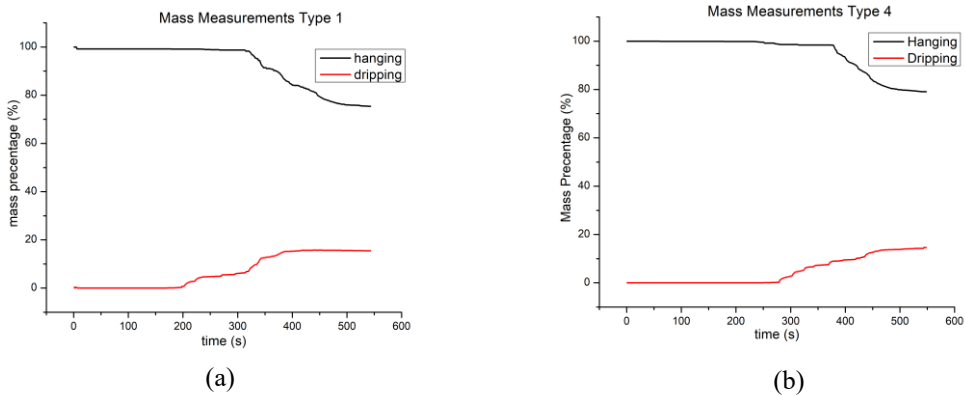 Mass Measurements Type 1
hanging
dripping
mass precentage (%)
100
80
60
40
20
0
0 100 200 300 400 500 600
time (s)
(a)
Mass Measurements Type 4
Hanging
Dripping
Mass Precentage (%)
100
80
60
40
20
0
0 100 200 300 400 500 600
time (s)
(b)